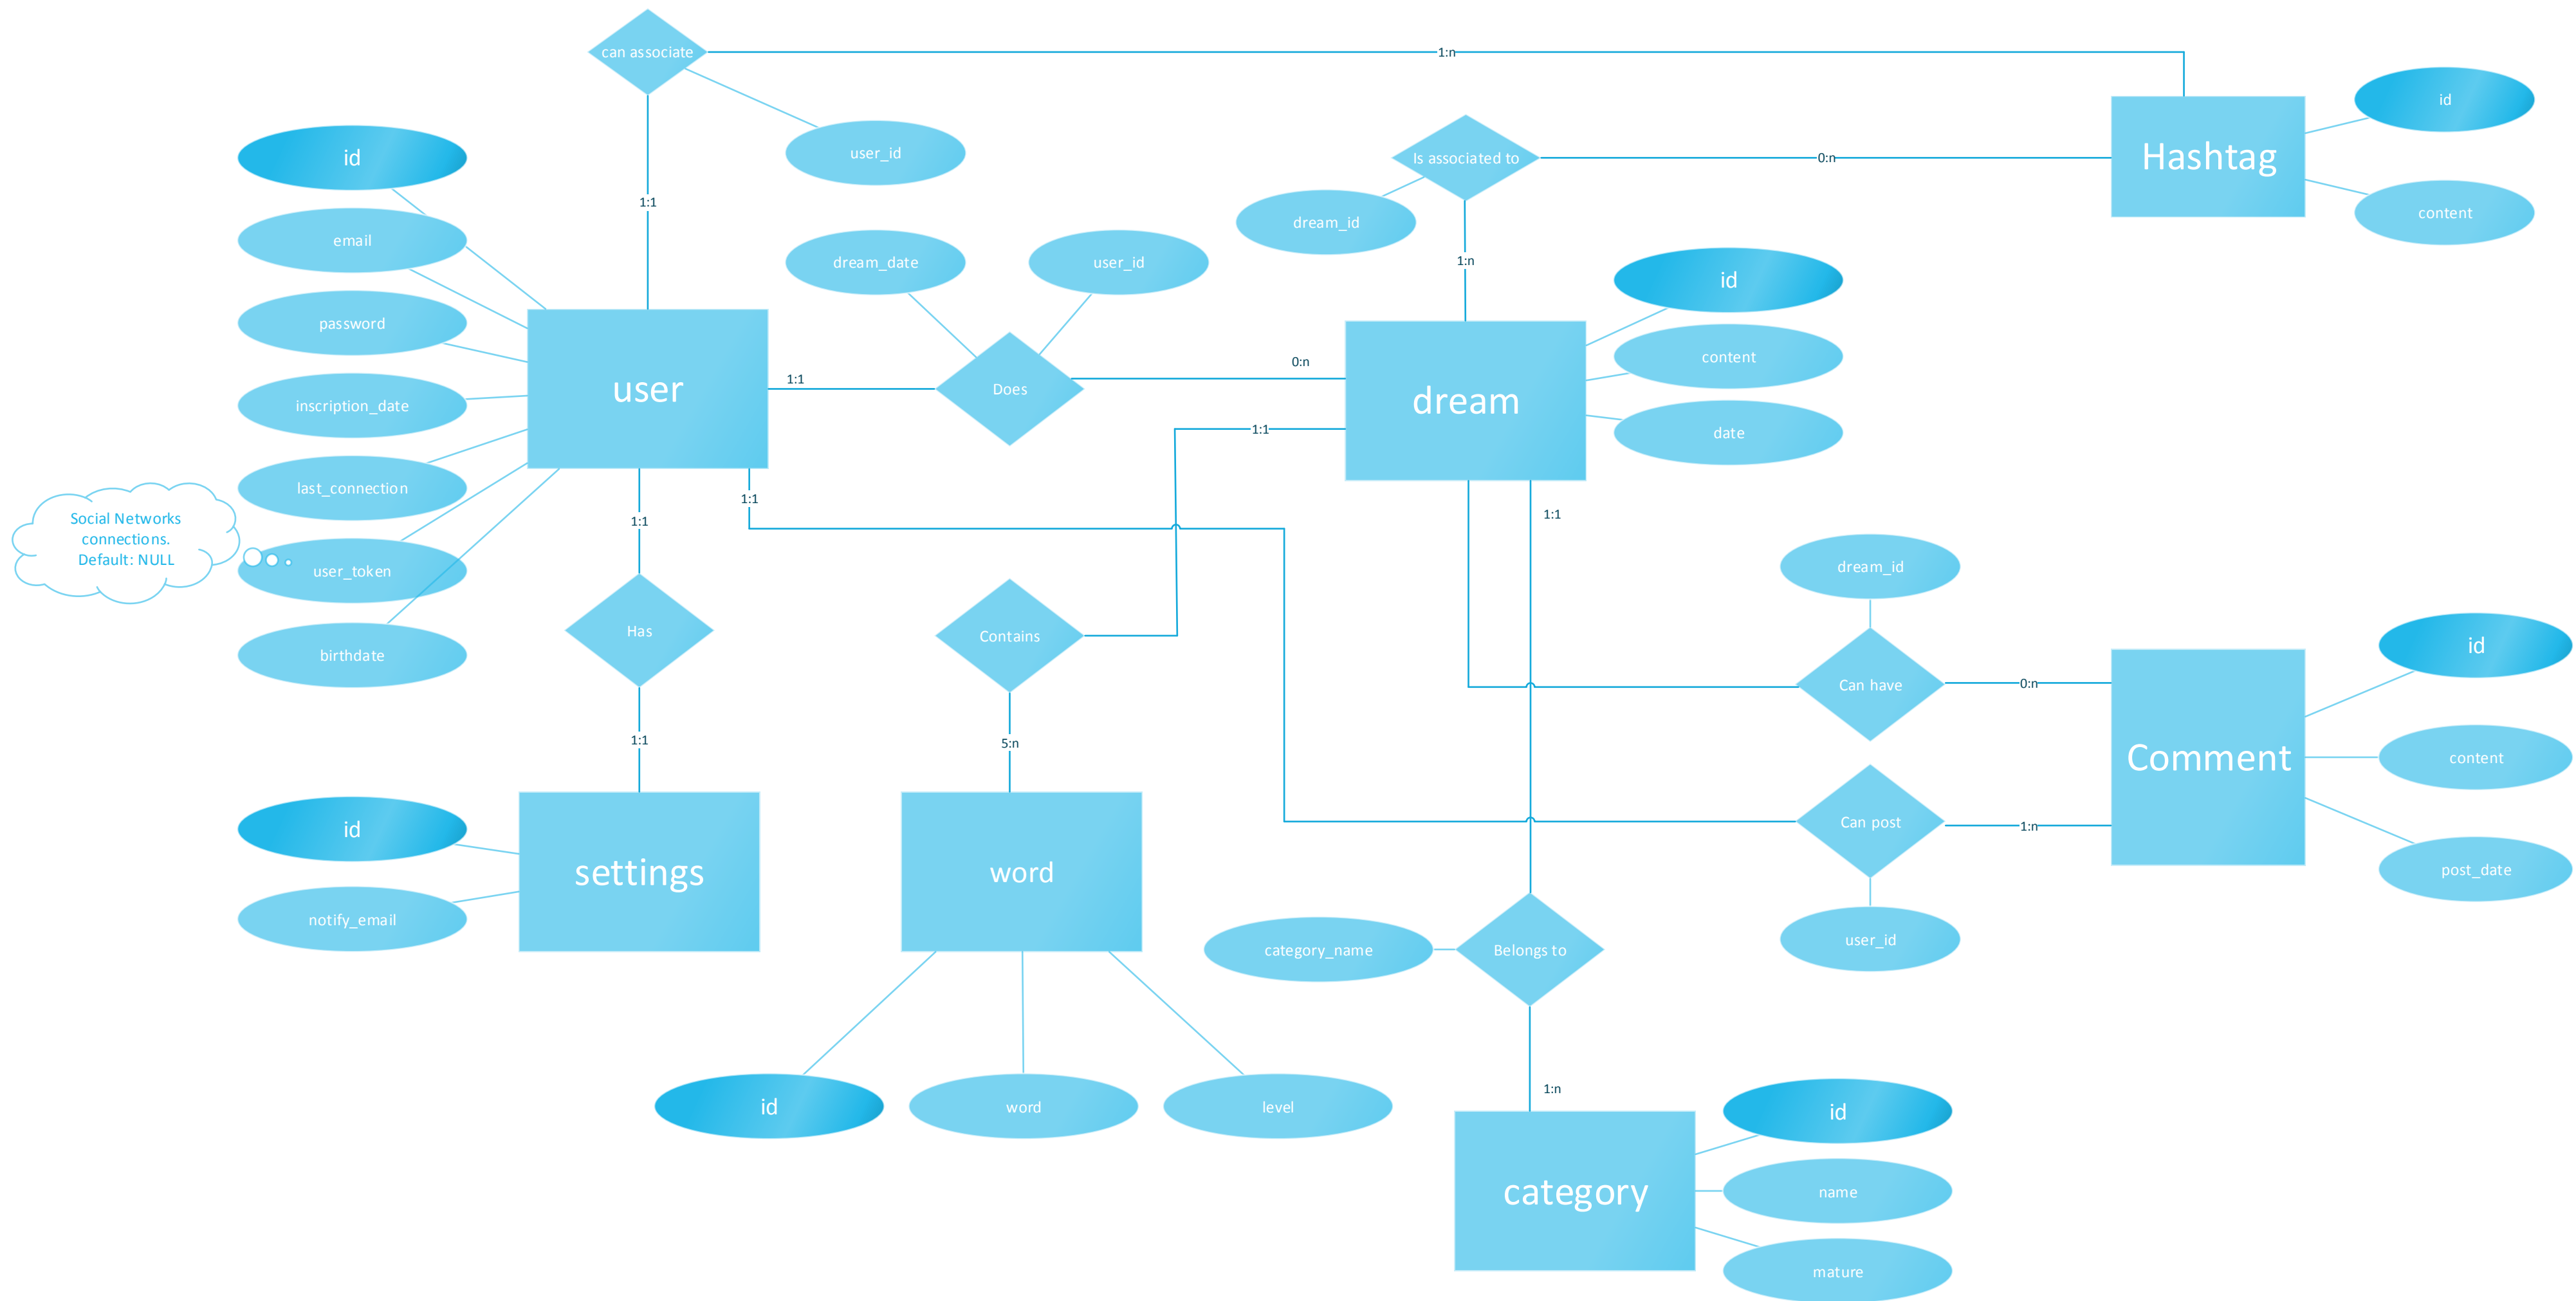 can associate
1:n
id
Hashtag
content
Is associated to
0:n
dream_id
1:n
user_id
1:1
id
email
password
inscription_date
last_connection
user_token
birthdate
Social Networks
connections.
Default: NULL
user
dream_date
user_id
1:1
Does
0:n
dream
id
content
date
1:1
1:1
1:1
1:1
Has
1:1
Contains
5:n
dream_id
Can have
0:n
Comment
id
content
post_date
Can post
1:n
user_id
id
notify_email
settings
word
id
word
level
category_name
Belongs to
1:n
category
id
name
mature